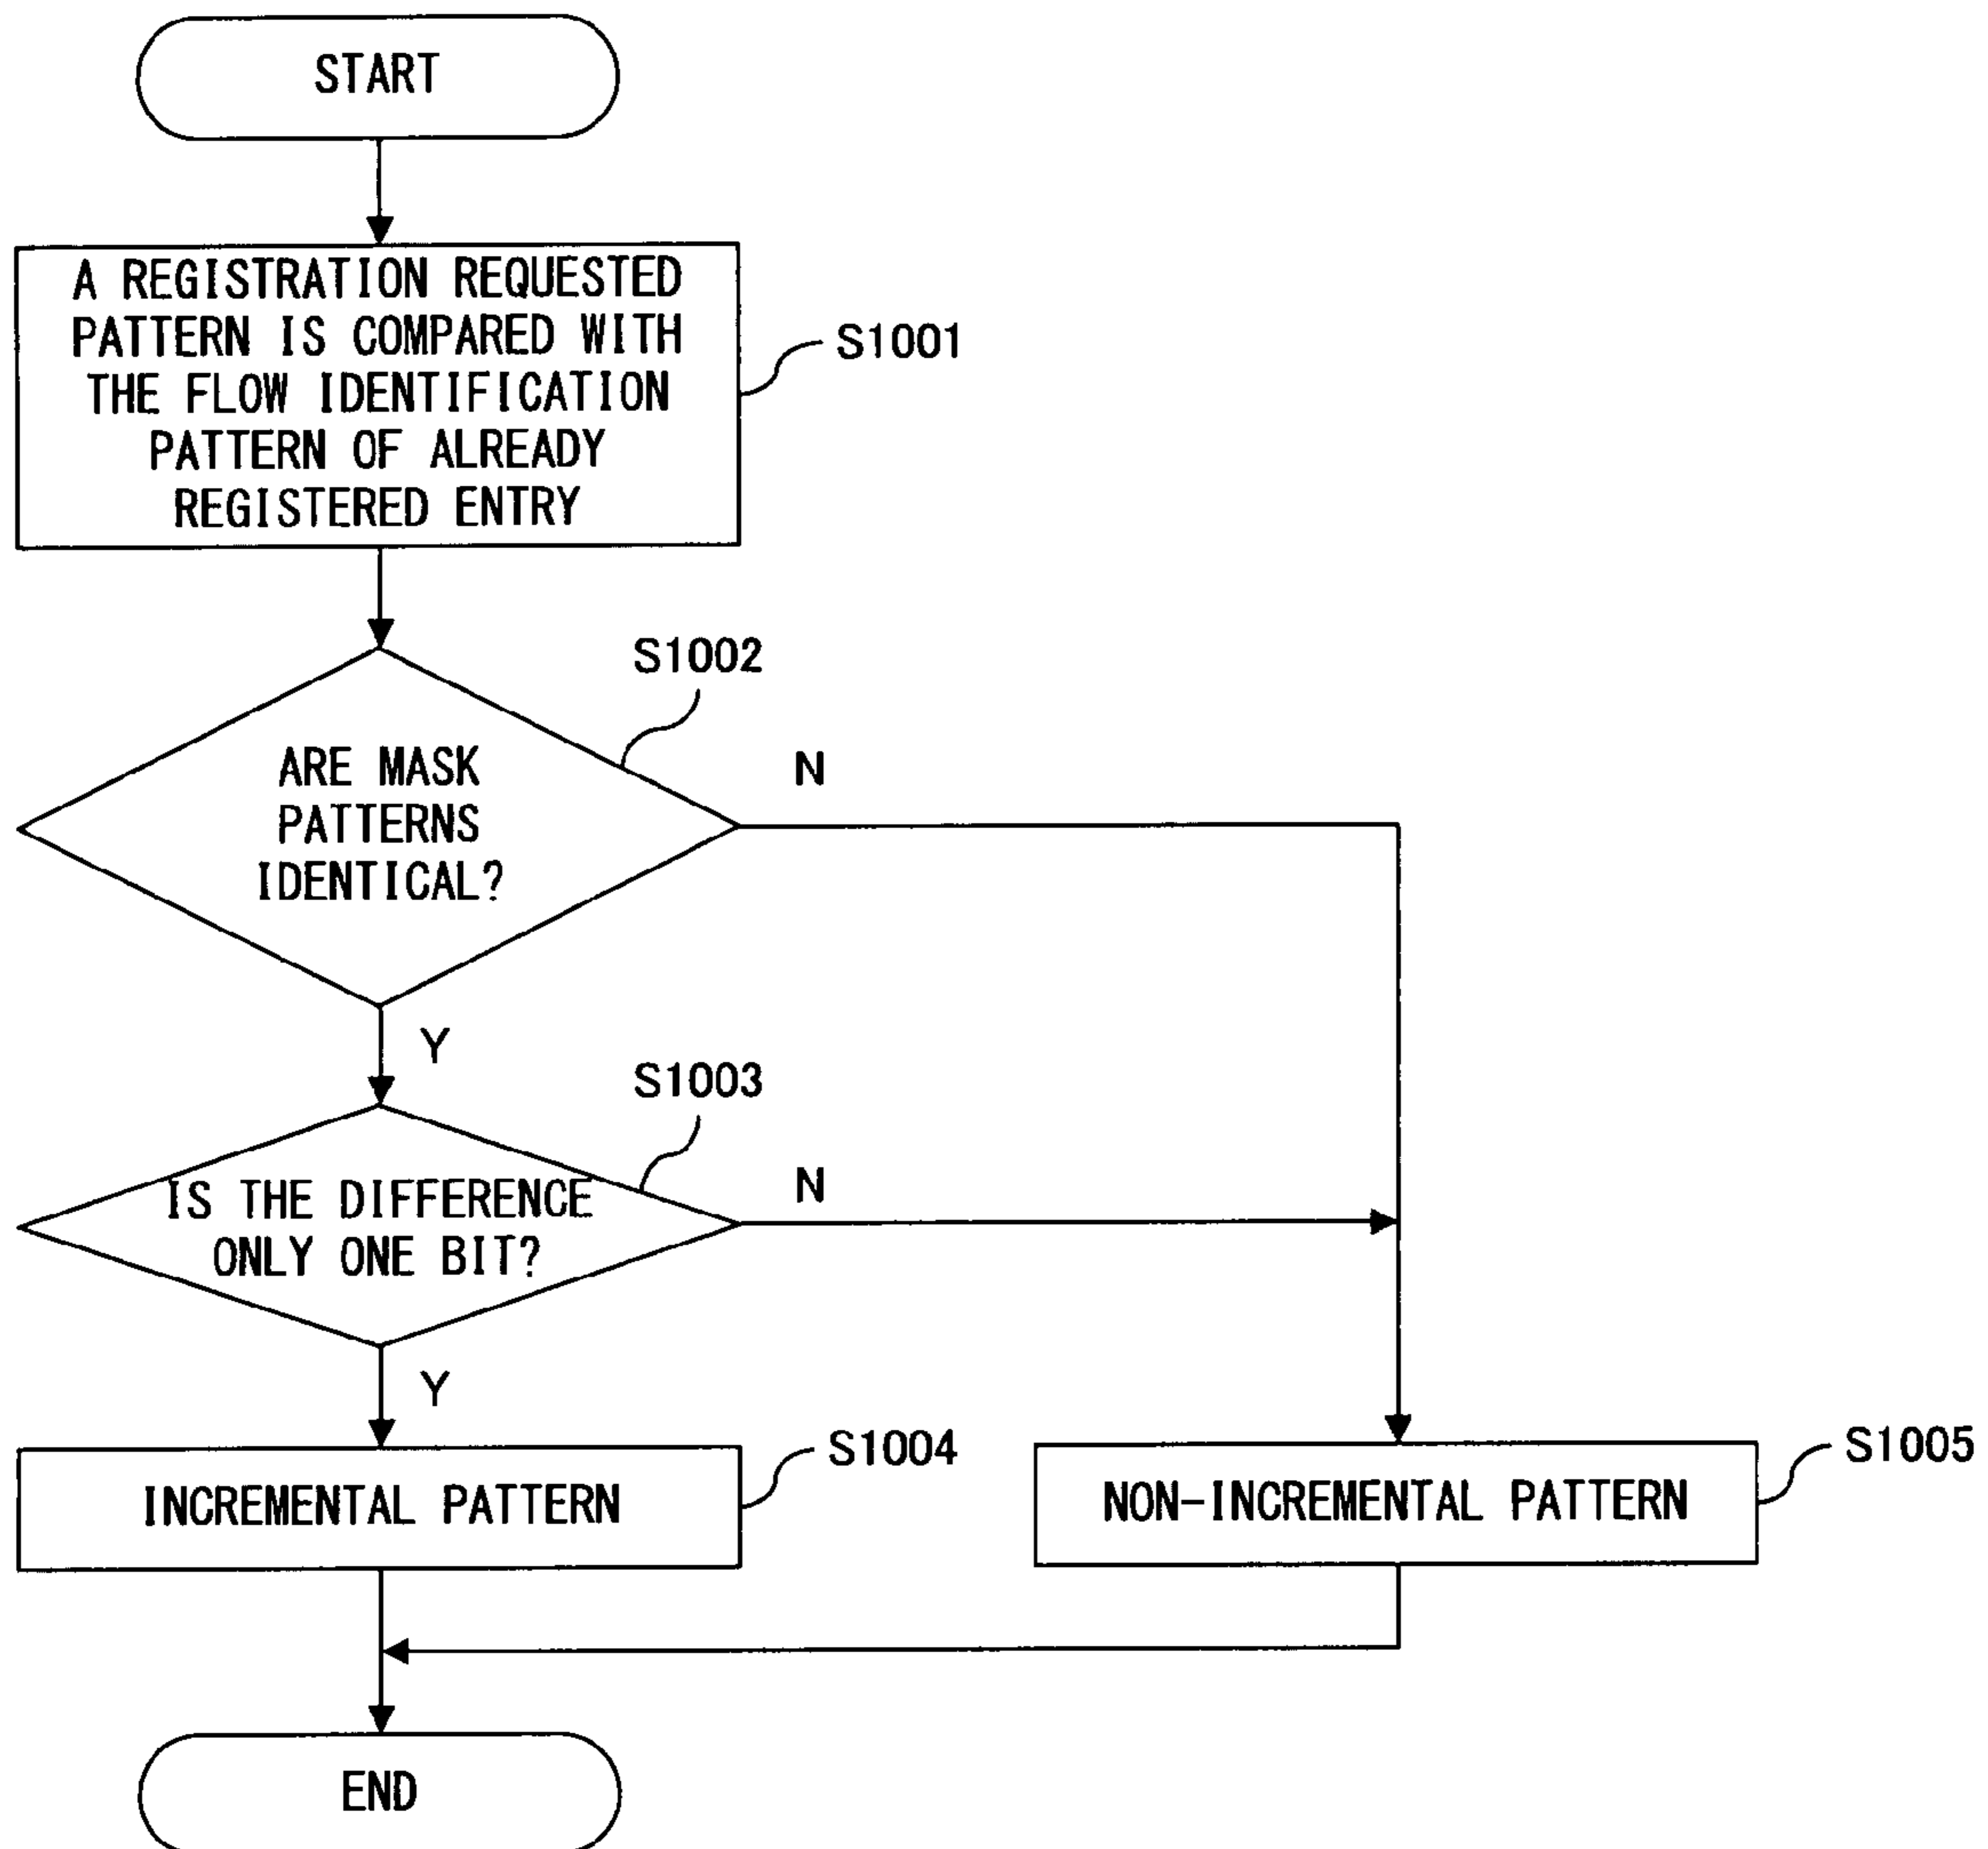 START
A REGISTRATION REQUESTED
PATTERN IS COMPARED WITH
THE FLOW IDENTIFICATION
PATTERN OF ALREADY
REGISTERED ENTRY
S1001
S1002
ARE MASK
PATTERNS
IDENTICAL?
N
Y
S1003
IS THE DIFFERENCE
ONLY ONE BIT?
N
Y
INCREMENTAL PATTERN
S1004
NON-INCREMENTAL PATTERN
S1005
END